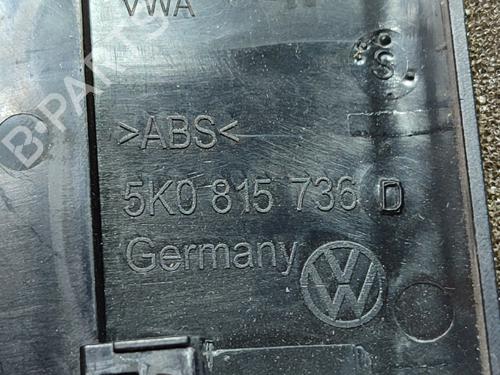 VWA
S
>ABS<
5K0 815 736 D
Germany
B-PARTS